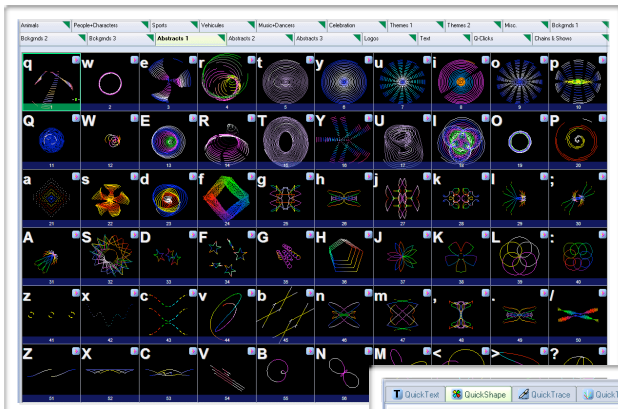 Animals People+Characters Sports Vehicules Music+Dancers Celebration Themes 1 Themes 2 Misc. Bckgrnds 1
Bckgrnds 2 Bckgrnds 3 Abstracts 1 Abstracts 2 Abstracts 3 Logos Text Q-Clicks Chains & Shows
q w e r t y u i o p
1 2 3 4 5 6 7 8 9 10
Q W E R T Y U I O P
11 12 13 14 15 16 17 18 19 20
a s d f g h j k l ;
21 22 23 24 25 26 27 28 29 30
A S D F G H J K L :
31 32 33 34 35 36 37 38 39 40
z x c v b n m , . /
41 42 43 44 45 46 47 48 49 50
Z X C V B N M < > ?
51 52 53 54 55 56
QuickText QuickShape QuickTrace